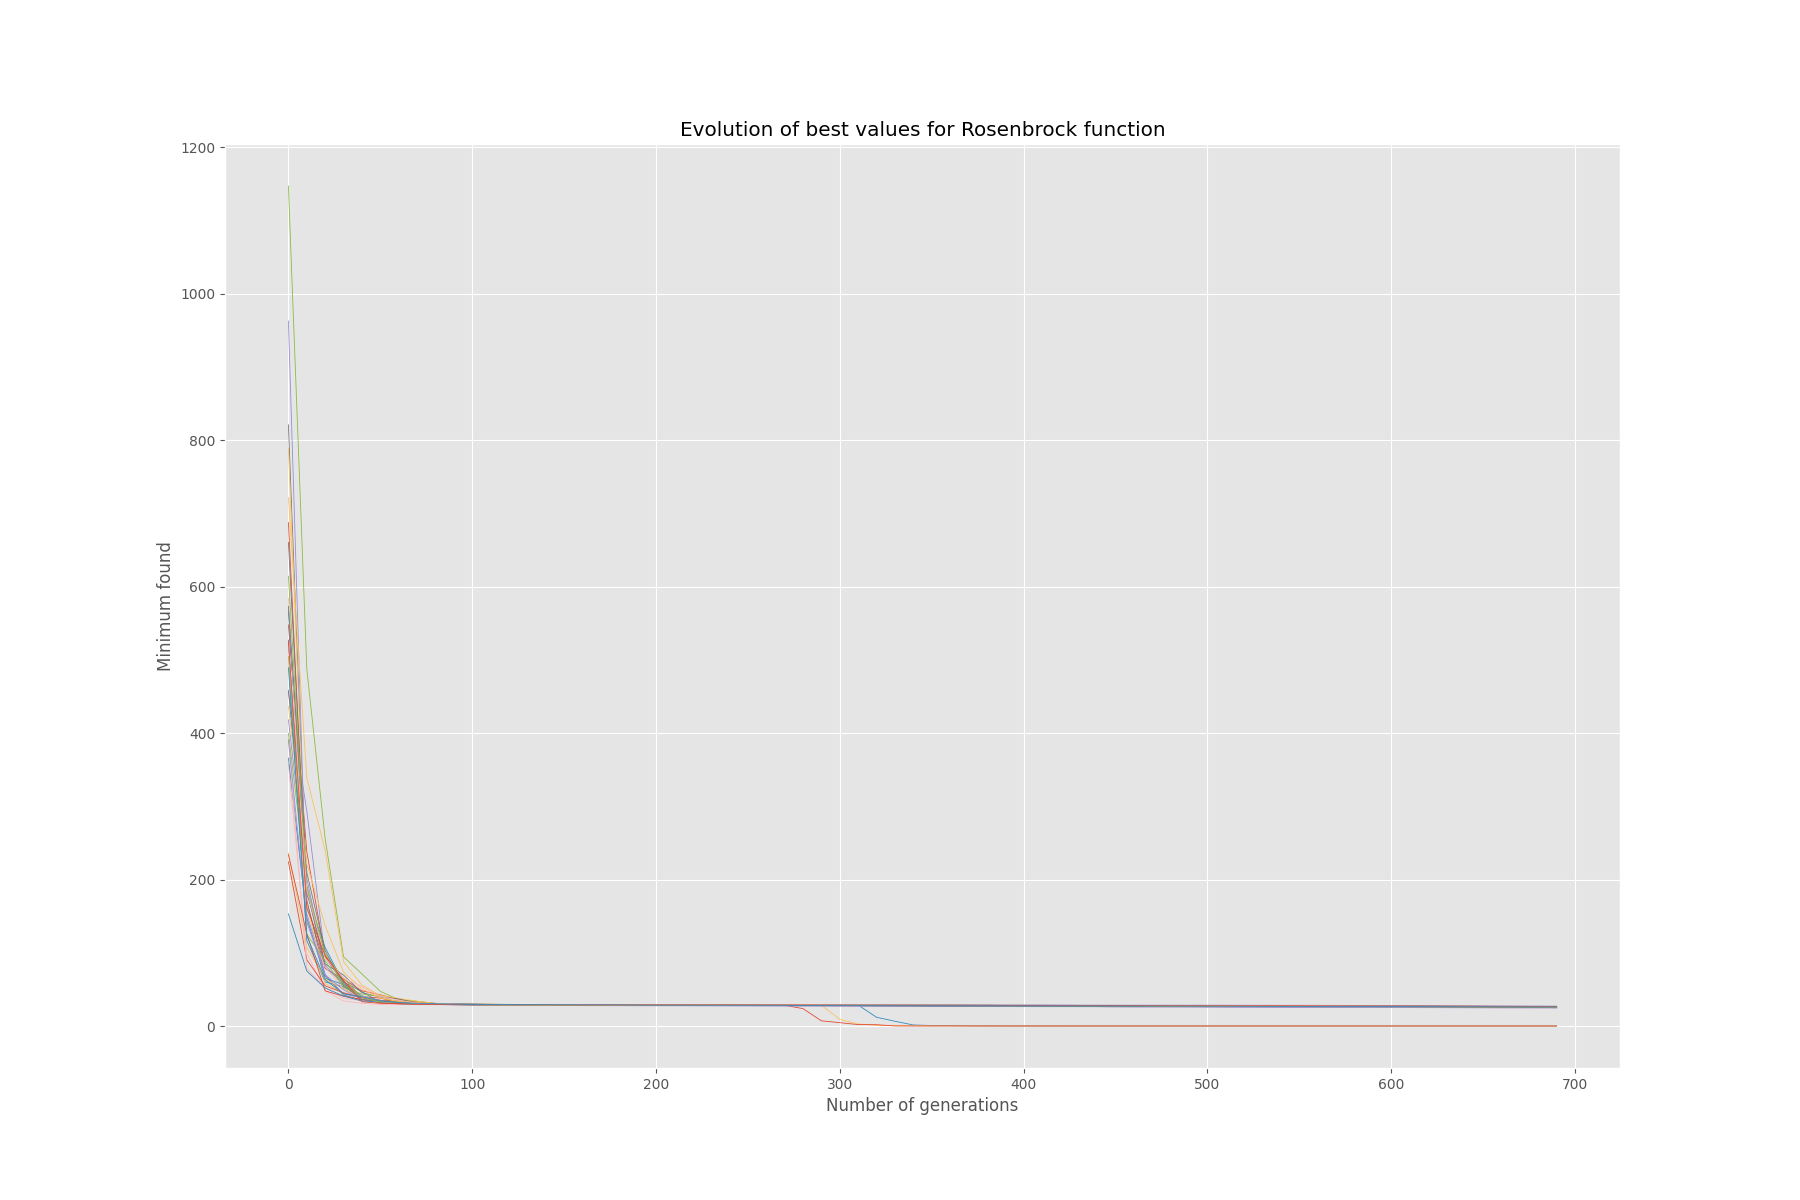 Evolution of best values for Rosenbrock function
1200
1000
800
600
400
200
0
Minimum found
0 100 200 300 400 500 600 700
Number of generations